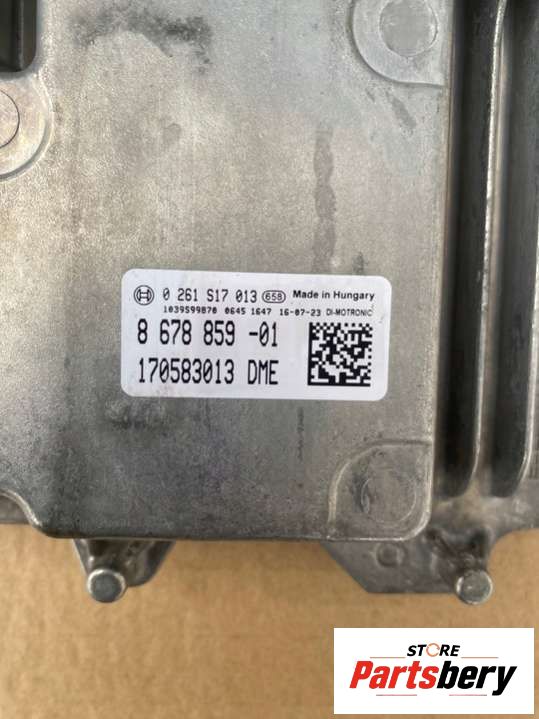 0 261 S17 013 658 Made in Hungary
1039S99870 0645 1647 16-07-23 DI-MOTRONIC
8 678 859 -01
170583013 DME
STORE
Partsbery